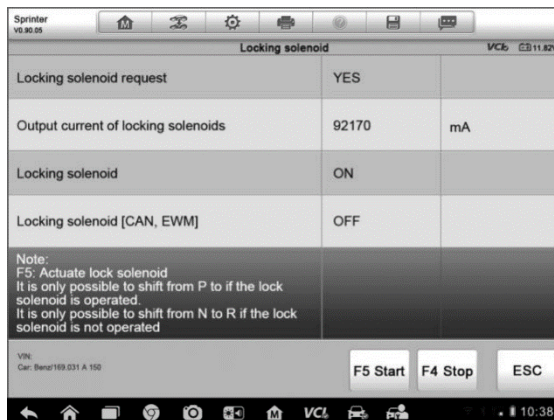 Sprinter
V0.90.05
Locking solenoid
VCI
11.82V
Locking solenoid request YES
Output current of locking solenoids 92170 mA
Locking solenoid ON
Locking solenoid [CAN, EWM] OFF
Note:
F5: Actuate lock solenoid
It is only possible to shift from P to if the lock
solenoid is operated.
It is only possible to shift from N to R if the lock
solenoid is not operated
VIN:
Car: Benz/169.031 A 150
F5 Start F4 Stop ESC
VCI 10:38